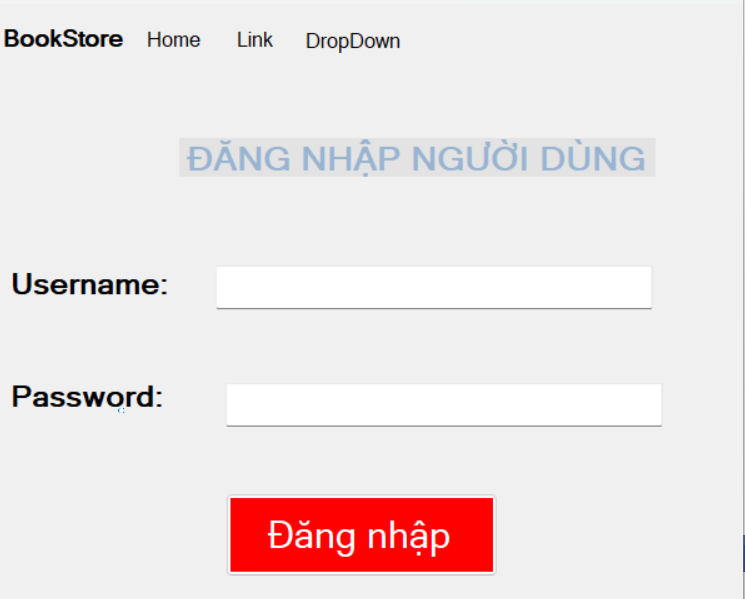 BookStore Home Link DropDown
ĐĂNG NHẬP NGƯỜI DÙNG
Username:
Password:
Đăng nhập